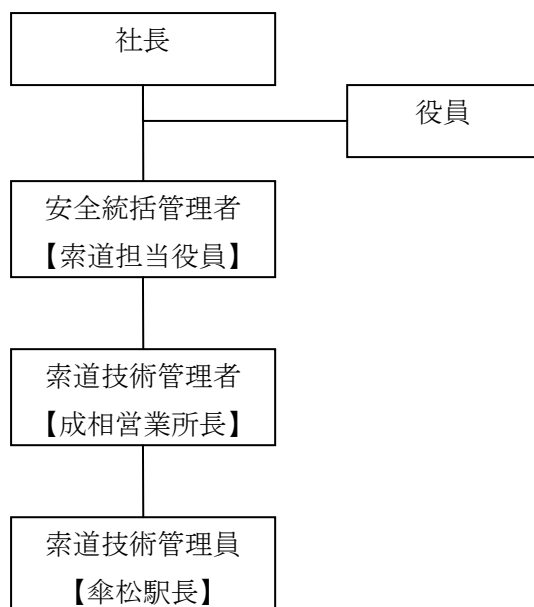 社長
役員
安全統括管理者
【索道担当役員】
索道技術管理者
【成相営業所長】
索道技術管理員
【傘松駅長】